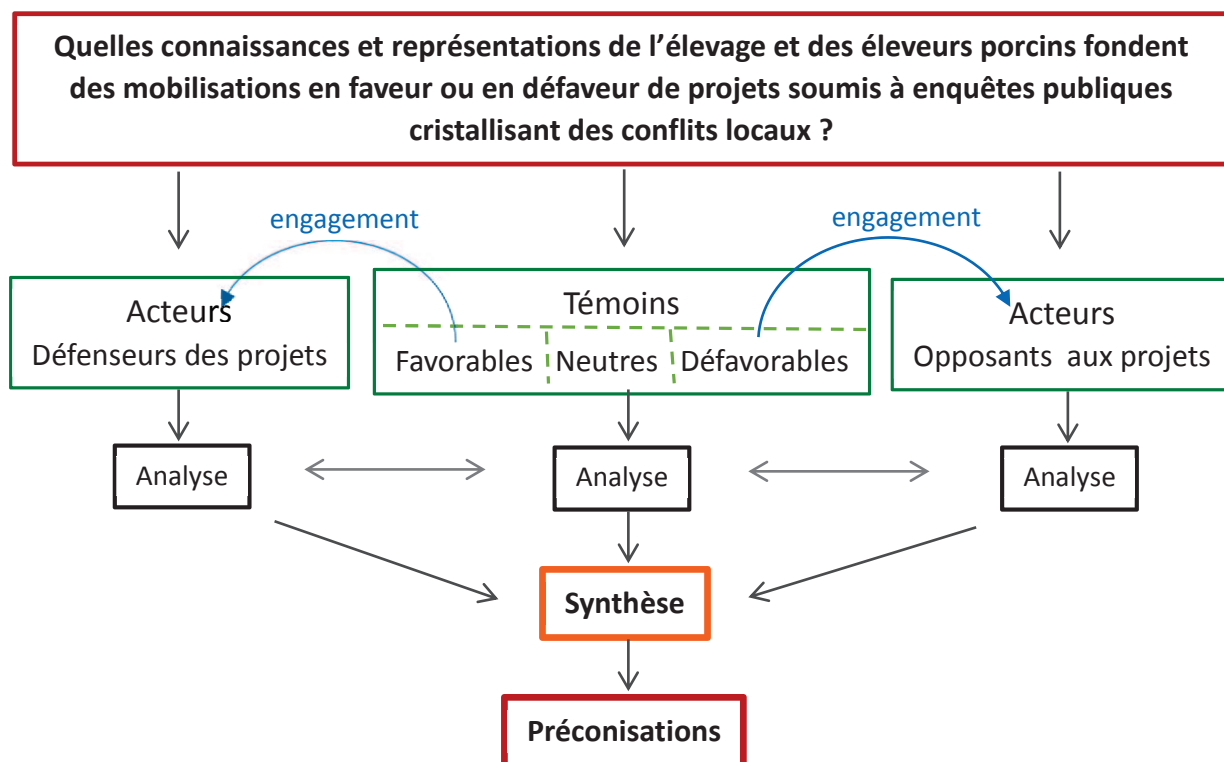 Quelles connaissances et représentations de l’élevage et des éleveurs porcins fondent
des mobilisations en faveur ou en défaveur de projets soumis à enquêtes publiques
cristallisant des conflits locaux ?
engagement
engagement
Acteurs
Défenseurs des projets
Témoins
Favorables
Neutres
Défavorables
Acteurs
Opposants aux projets
Analyse
Analyse
Analyse
Synthèse
Préconisations